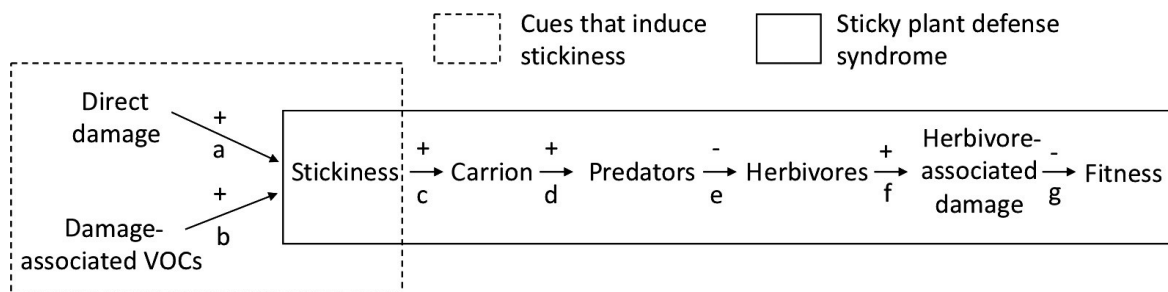 Cues that induce
stickiness
Sticky plant defense
syndrome
Direct
damage
+
a
+
b
Damage-
associated VOCs
Stickiness
+
c
Carrion
+
d
Predators
-
e
Herbivores
+
f
Herbivore-
associated
damage
-
g
Fitness